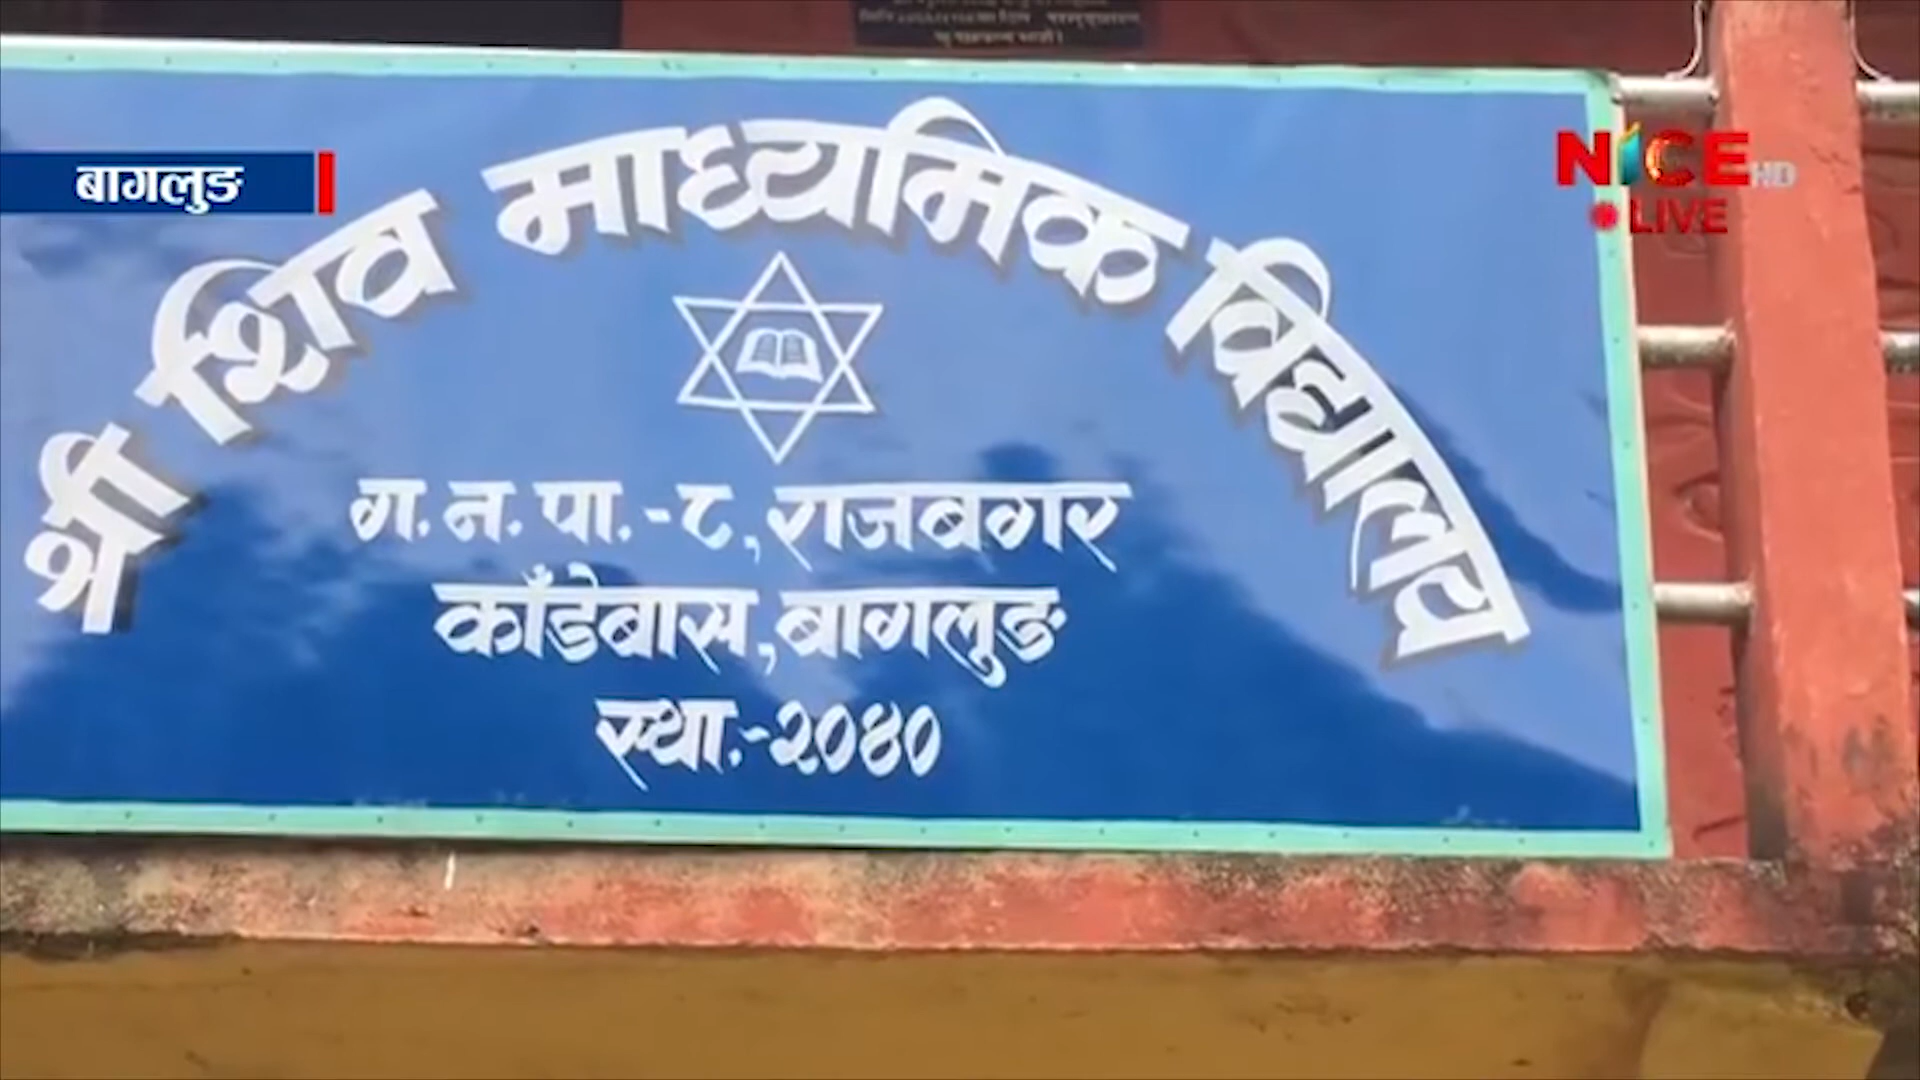 बागलुङ
NICE HD
LIVE
श्री शिव माध्यमिक विद्यालय
ग. न. पा. -८, राजबगर
काँडेबास, बागलुङ
स्था.-२०४०